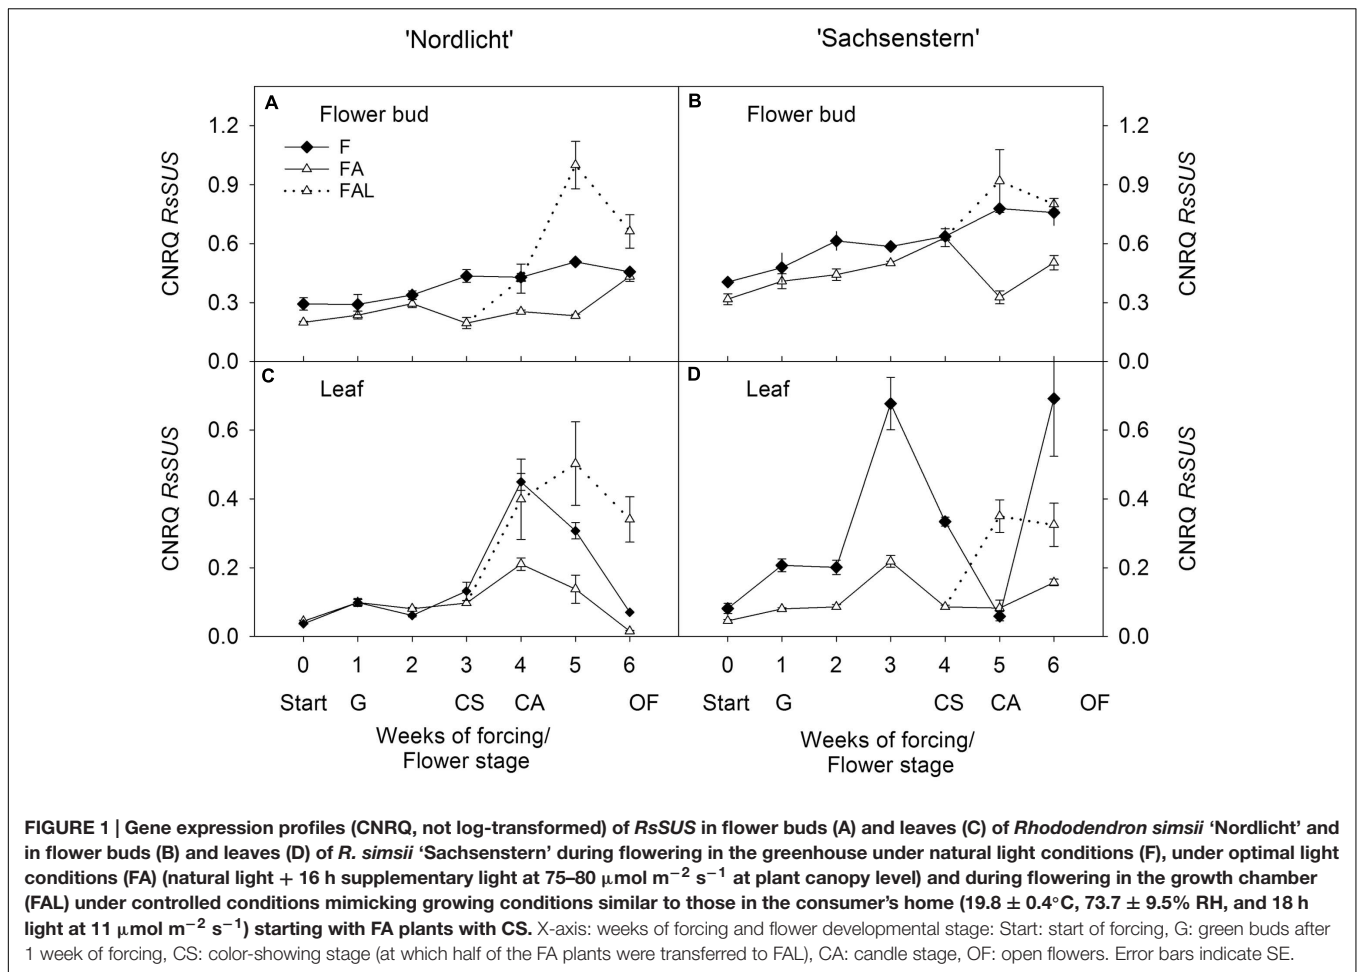 'Nordlicht' 'Sachsenstern'
A
Flower bud
F
FA
FAL
CNRQ RsSUS
1.2
0.9
0.6
0.3
0.0
B
Flower bud
1.2
0.9
0.6
0.3
0.0
CNRQ RsSUS
C
Leaf
CNRQ RsSUS
0.6
0.4
0.2
0.0
D
Leaf
0.6
0.4
0.2
0.0
CNRQ RsSUS
0 1 2 3 4 5 6
Start G CS CA OF
Weeks of forcing/
Flower stage
0 1 2 3 4 5 6
Start G CS CA OF
Weeks of forcing/
Flower stage
FIGURE 1 | Gene expression profiles (CNRQ, not log-transformed) of RsSUS in flower buds (A) and leaves (C) of Rhododendron simsii ‘Nordlicht’ and
in flower buds (B) and leaves (D) of R. simsii ‘Sachsenstern’ during flowering in the greenhouse under natural light conditions (F), under optimal light
conditions (FA) (natural light + 16 h supplementary light at 75–80 μmol m⁻² s⁻¹ at plant canopy level) and during flowering in the growth chamber
(FAL) under controlled conditions mimicking growing conditions similar to those in the consumer’s home (19.8 ± 0.4°C, 73.7 ± 9.5% RH, and 18 h
light at 11 μmol m⁻² s⁻¹) starting with FA plants with CS. X-axis: weeks of forcing and flower developmental stage: Start: start of forcing, G: green buds after
1 week of forcing, CS: color-showing stage (at which half of the FA plants were transferred to FAL), CA: candle stage, OF: open flowers. Error bars indicate SE.